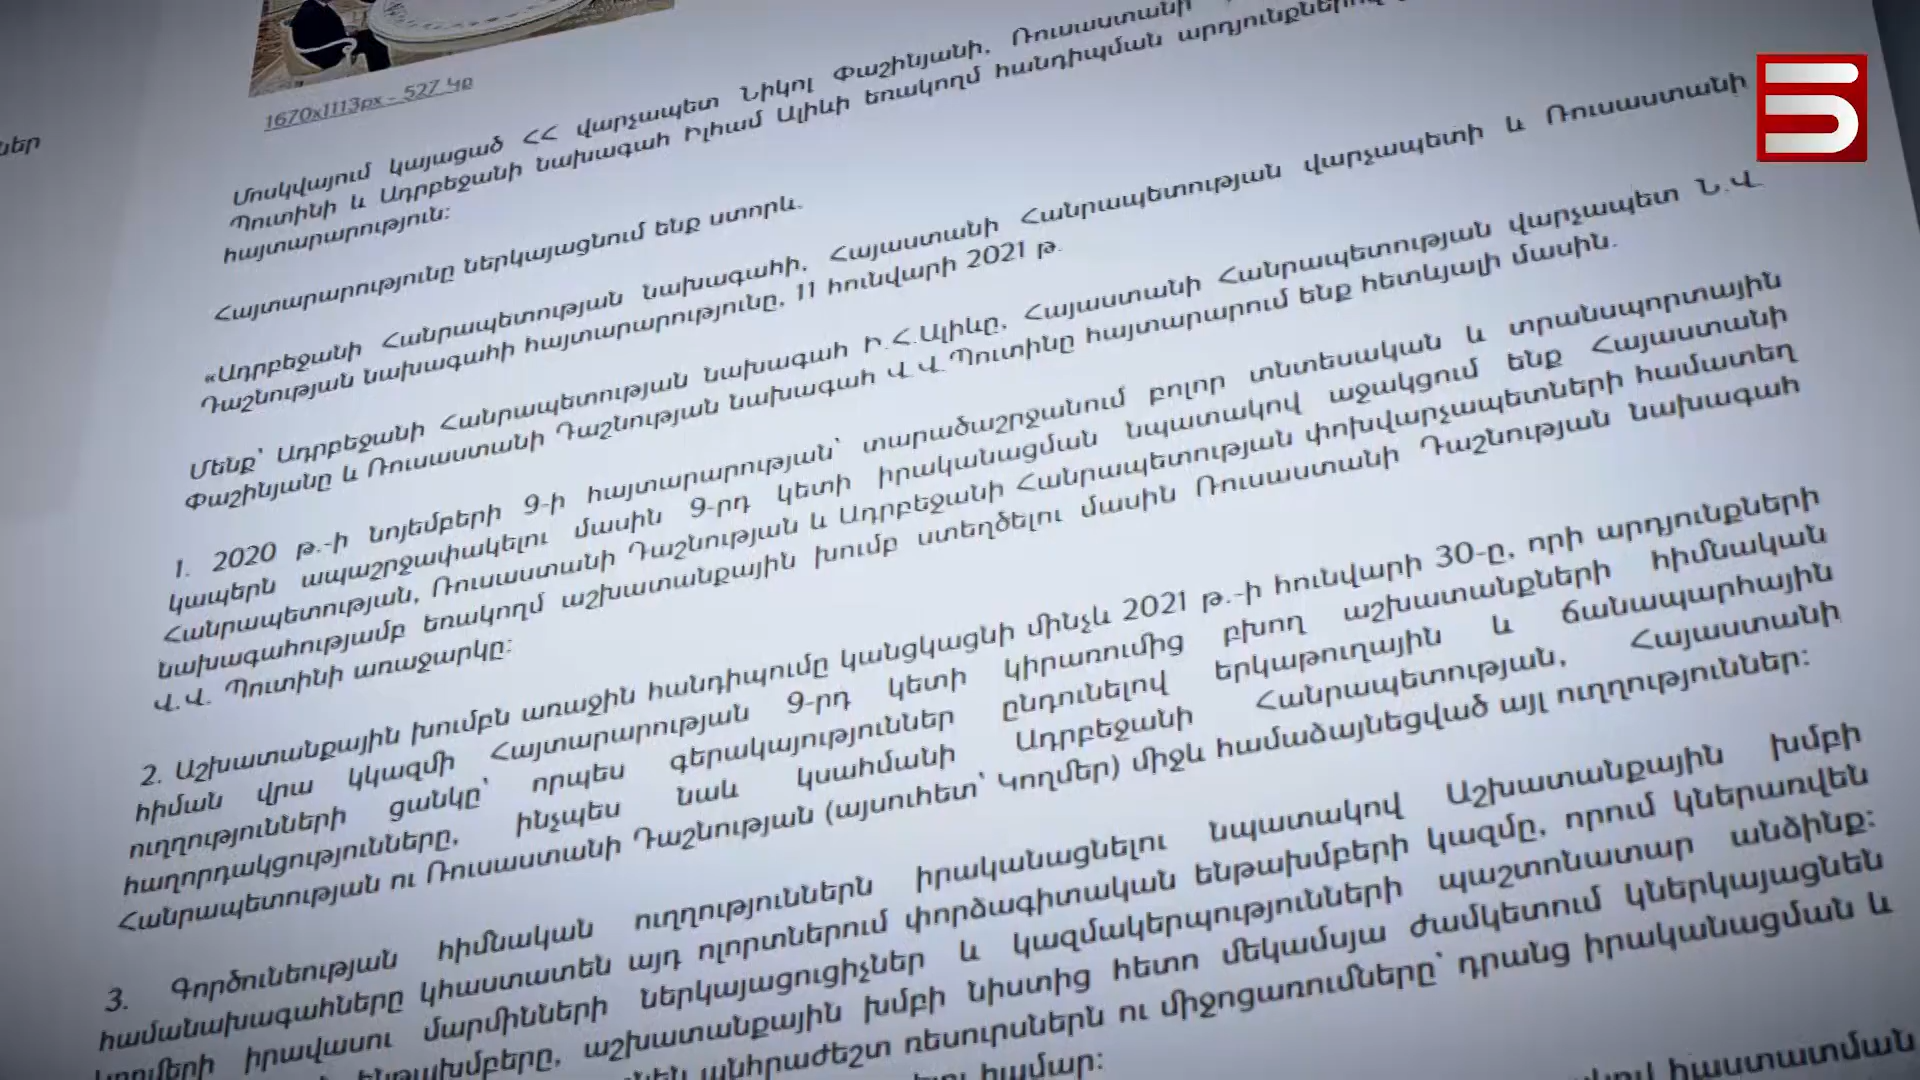 ներ
1670x1113px - 527 Կբ
Մոսկվայում կայացած ՀՀ վարչապետ Նիկոլ Փաշինյանի, Ռուսաստանի
Պուտինի և Ադրբեջանի նախագահ Իլհամ Ալիևի եռակողմ հանդիպման արդյունքներով
հայտարարություն:
Հայտարարությունը ներկայացնում ենք ստորև.
«Ադրբեջանի Հանրապետության նախագահի, Հայաստանի Հանրապետության վարչապետի և Ռուսաստանի
Դաշնության նախագահի հայտարարությունը, 11 հունվարի 2021 թ.
Մենք՝ Ադրբեջանի Հանրապետության նախագահ Ի.Հ.Ալիևը, Հայաստանի Հանրապետության վարչապետ Ն.Վ.
Փաշինյանը և Ռուսաստանի Դաշնության նախագահ Վ.Վ. Պուտինը հայտարարում ենք հետևյալի մասին.
1. 2020 թ.-ի նոյեմբերի 9-ի հայտարարության՝ տարածաշրջանում բոլոր տնտեսական և տրանսպորտային
կապերն ապաշրջափակելու մասին 9-րդ կետի իրականացման նպատակով աջակցում ենք Հայաստանի
Հանրապետության, Ռուսաստանի Դաշնության և Ադրբեջանի Հանրապետության փոխվարչապետների համատեղ
նախագահությամբ եռակողմ աշխատանքային խումբ ստեղծելու մասին Ռուսաստանի Դաշնության նախագահ
Վ.Վ. Պուտինի առաջարկը:
2. Աշխատանքային խումբն առաջին հանդիպումը կանցկացնի մինչև 2021 թ.-ի հունվարի 30-ը, որի արդյունքների
հիման վրա կկազմի Հայտարարության 9-րդ կետի կիրառումից բխող աշխատանքների հիմնական
ուղղությունների ցանկը՝ որպես գերակայություններ ընդունելով երկաթուղային և ճանապարհային
հաղորդակցությունները, ինչպես նաև կսահմանի Ադրբեջանի Հանրապետության, Հայաստանի
Հանրապետության ու Ռուսաստանի Դաշնության (այսուհետ՝ Կողմեր) միջև համաձայնեցված այլ ուղղություններ:
3. Գործունեության հիմնական ուղղություններն իրականացնելու նպատակով Աշխատանքային խմբի
համանախագահները կհաստատեն այդ ոլորտներում փորձագիտական ենթախմբերի կազմը, որում կներառվեն
Կողմերի իրավասու մարմինների ներկայացուցիչներ և կազմակերպությունների պաշտոնատար անձինք:
ենթախմբերը, աշխատանքային խմբի նիստից հետո մեկամսյա ժամկետում կներկայացնեն
անհրաժեշտ ռեսուրսներն ու միջոցառումները՝ դրանց իրականացման և
համար:
հաստատման
5